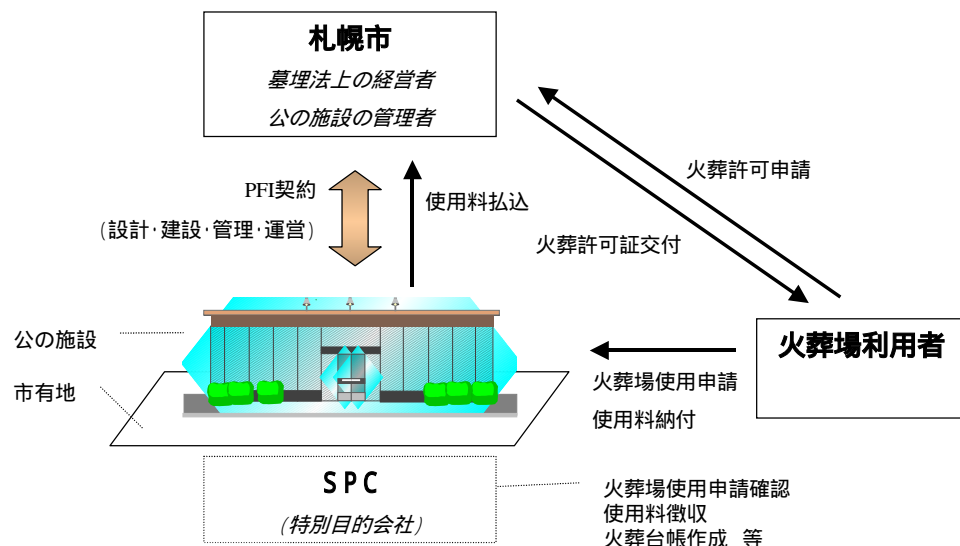 札幌市
墓埋法上の経営者
公の施設の管理者
PFI契約
(設計・建設・管理・運営)
使用料払込
火葬許可申請
火葬許可証交付
公の施設
市有地
火葬場利用者
火葬場使用申請
使用料納付
SPC
(特別目的会社)
火葬場使用申請確認
使用料徴収
火葬台帳作成 等